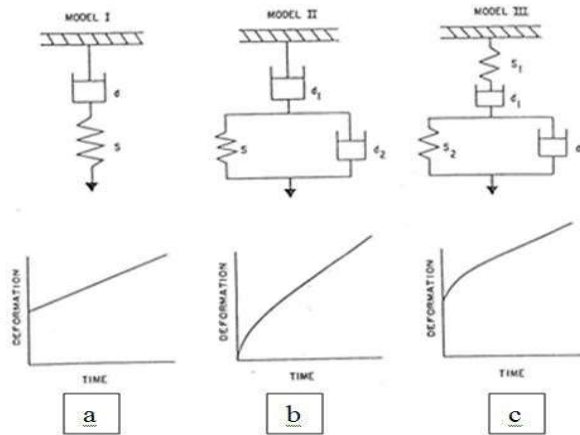 MODEL I
MODEL II
MODEL III
d
S
d1
S
d2
S1
d1
S2
d
DEFORMATION
TIME
DEFORMATION
TIME
DEFORMATION
TIME
a
b
c